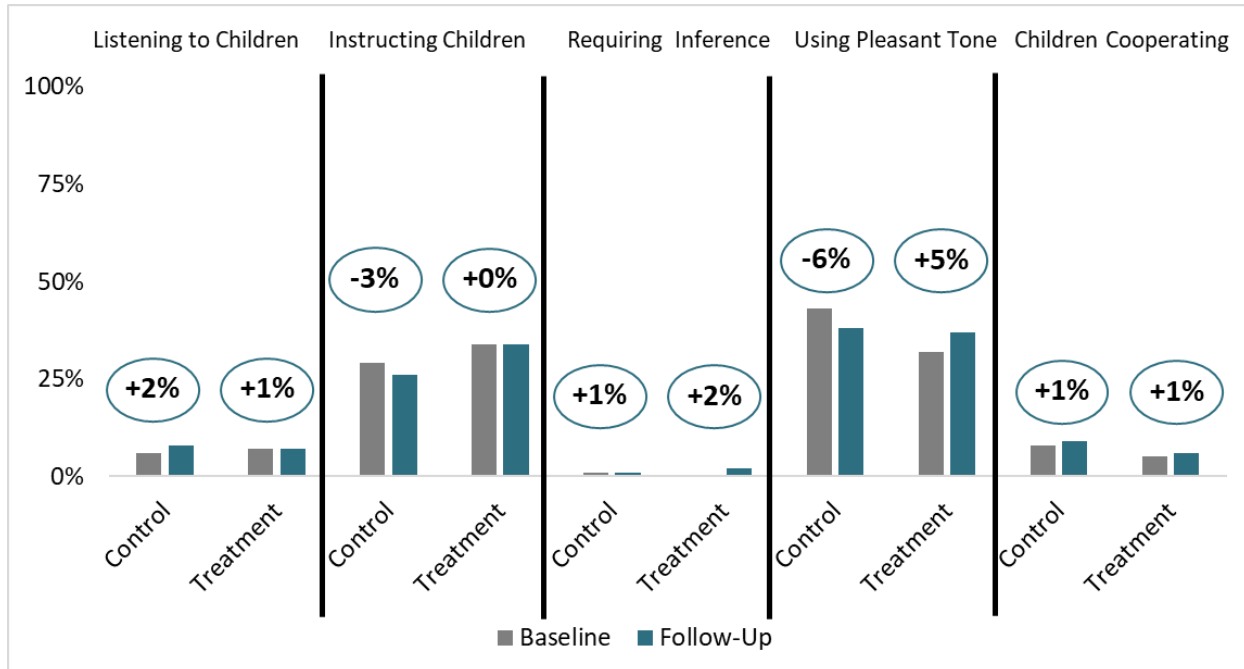 Listening to Children Instructing Children Requiring Inference Using Pleasant Tone Children Cooperating
100%
75%
50%
25%
0%
+2% +1% -3% +0% +1% +2% -6% +5% +1% +1%
Control Treatment Control Treatment Control Treatment Control Treatment Control Treatment
Baseline Follow-Up